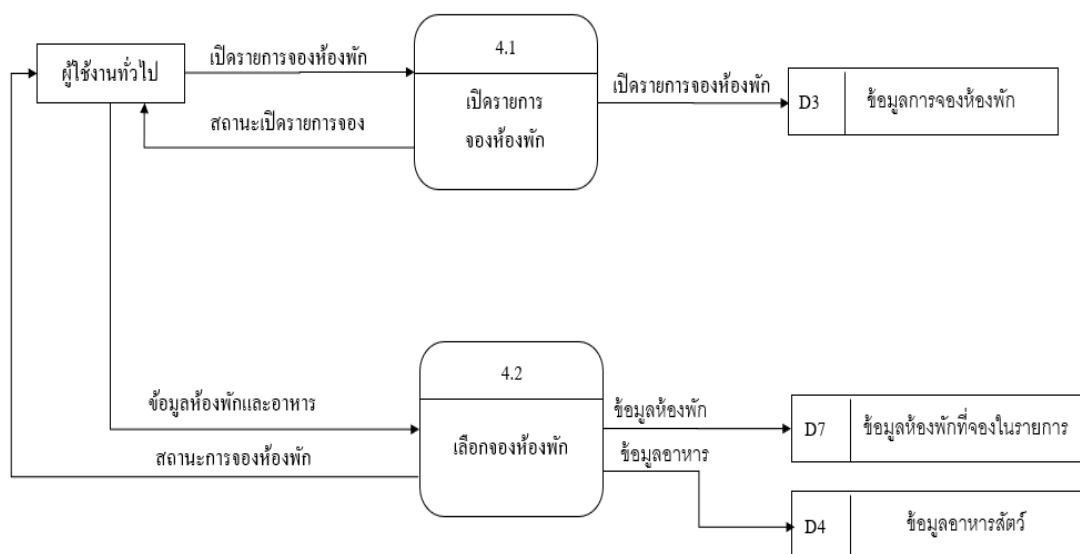 4.1
ผู้ใช้งานทั่วไป
เปิดรายการจองห้องพัก
เปิดรายการ
จองห้องพัก
เปิดรายการจองห้องพัก
D3
ข้อมูลการจองห้องพัก
สถานะเปิดรายการจอง
4.2
ข้อมูลห้องพักและอาหาร
เลือกจองห้องพัก
ข้อมูลห้องพัก
D7
ข้อมูลห้องพักที่จองในรายการ
สถานะการจองห้องพัก
ข้อมูลอาหาร
D4
ข้อมูลอาหารสัตว์